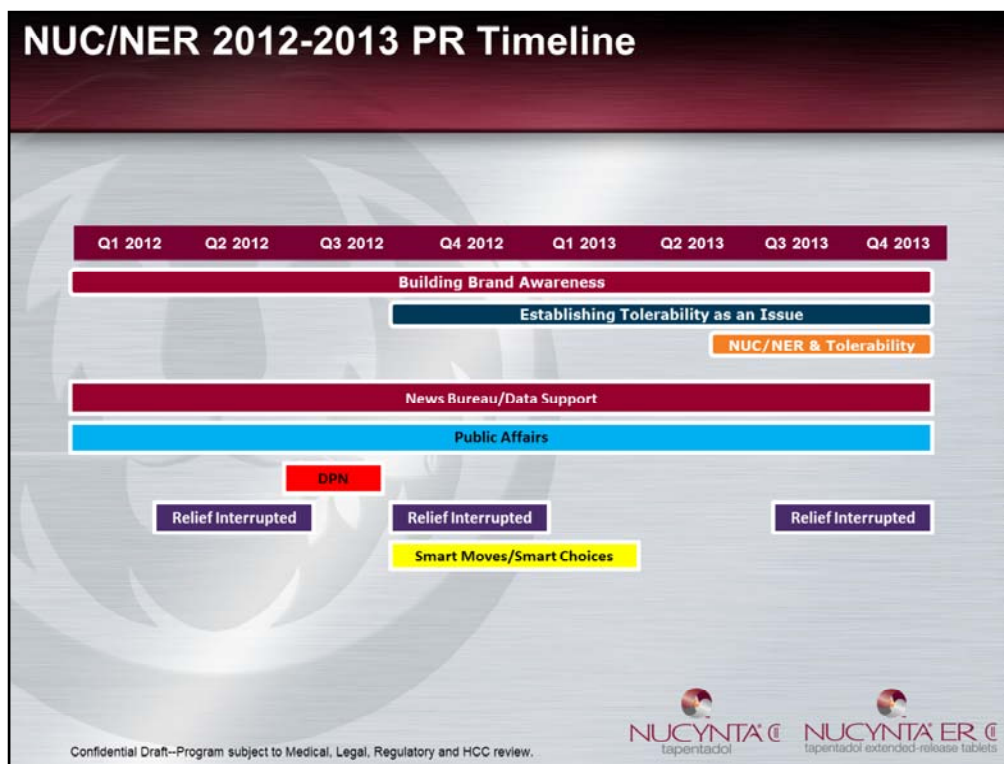 NUC/NER 2012-2013 PR Timeline
Q1 2012 Q2 2012 Q3 2012 Q4 2012 Q1 2013 Q2 2013 Q3 2013 Q4 2013
Building Brand Awareness
Establishing Tolerability as an Issue
NUC/NER & Tolerability
News Bureau/Data Support
Public Affairs
DPN
Relief Interrupted Relief Interrupted Relief Interrupted
Smart Moves/Smart Choices
NUCYNTA® CII NUCYNTA® ER CII
tapentadol tapentadol extended-release tablets
Confidential Draft--Program subject to Medical, Legal, Regulatory and HCC review.